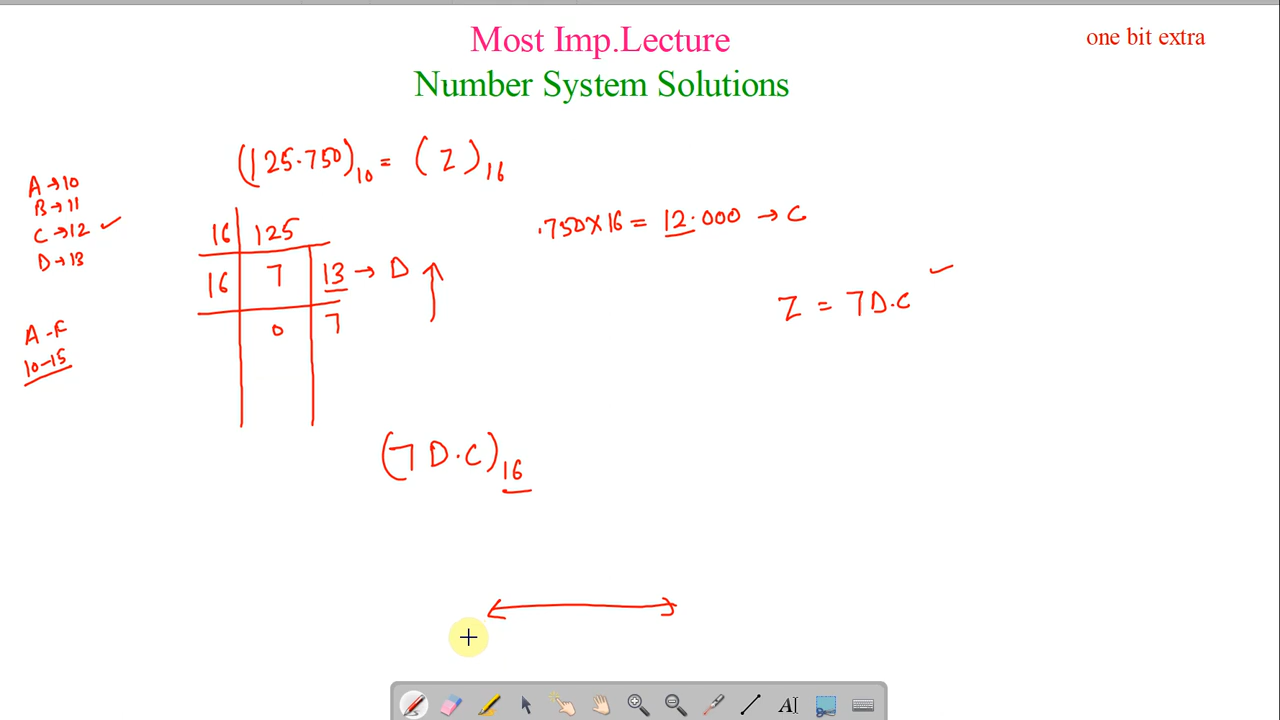 Most Imp.Lecture
one bit extra
Number System Solutions
(125.750)10 = (Z)16
A→10
B→11
C→12 ✓
D→13
A-F
10-15
16 125
16 7 13 → D
0 7
.750×16 = 12.000 → C
Z = 7D.C ✓
(7D.C)16